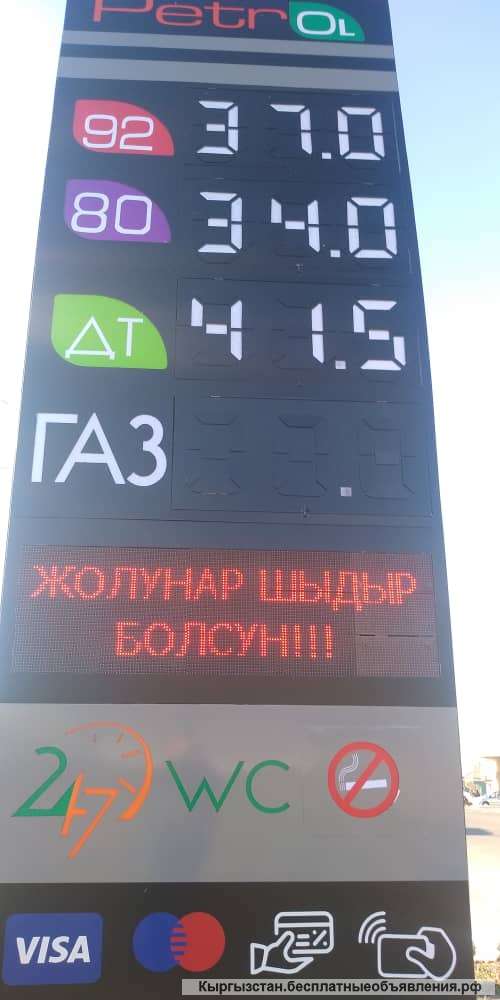 PetrOL
92 37.0
80 34.0
ДТ 41.5
ГАЗ
ЖОЛУНАР ШЫДЫР
БОЛСУН!!!
24/7 WC
VISA
Кыргызстан.бесплатныеобъявления.рф